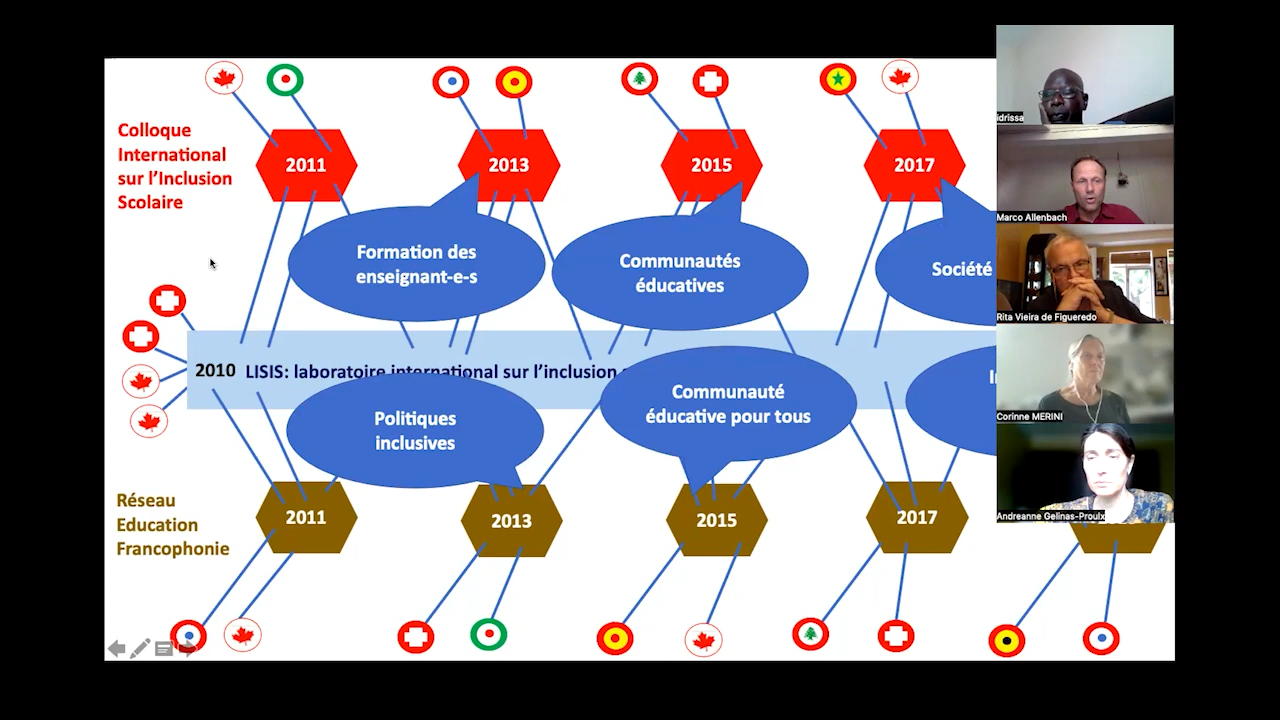 Colloque
International
sur l'Inclusion
Scolaire
2011
2013
2015
2017
Formation des
enseignant-e-s
Communautés
éducatives
Société
2010
LISIS: laboratoire international sur l'inclusion
Politiques
inclusives
Communauté
éducative pour tous
Réseau
Education
Francophonie
2011
2013
2015
2017
idrissa
Marco Allenbach
Rita Vieira de Figueredo
Corinne MERINI
Andreanne Gelinas-Proulx